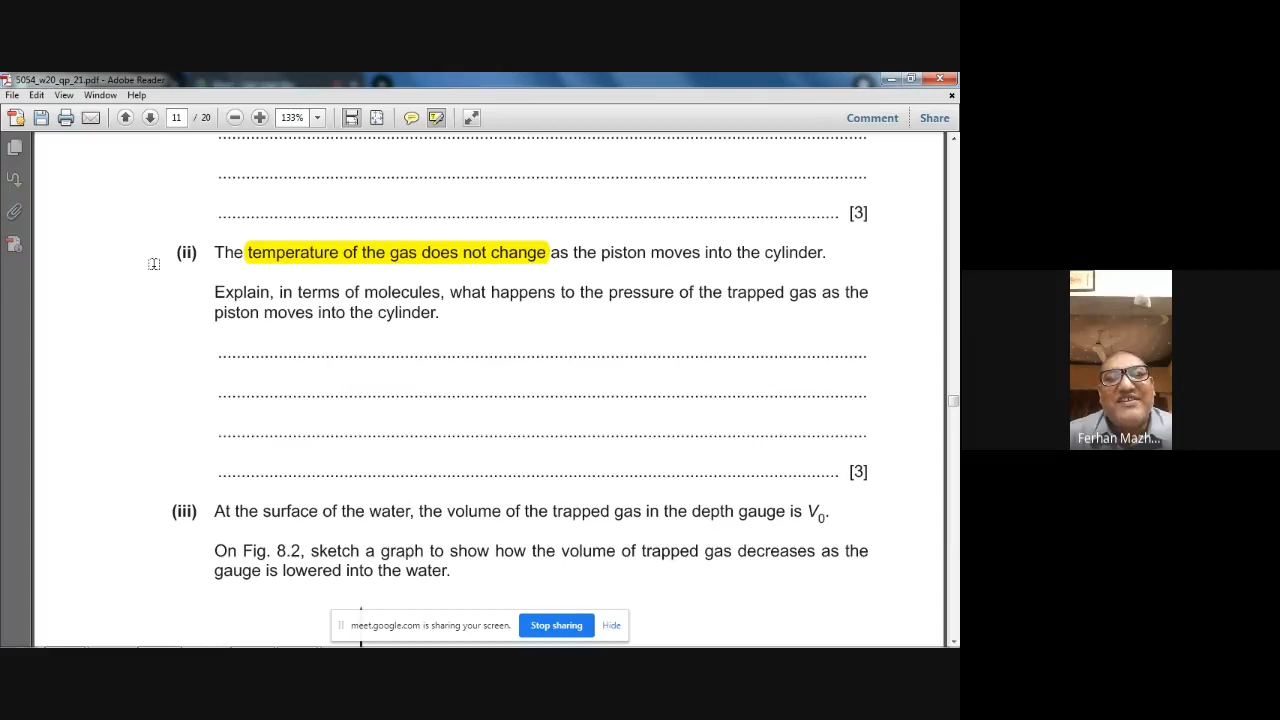 5054_w20_qp_21.pdf - Adobe Reader
File Edit View Window Help
11 / 20 133% Comment Share
[3]
(ii) The temperature of the gas does not change as the piston moves into the cylinder.
Explain, in terms of molecules, what happens to the pressure of the trapped gas as the
piston moves into the cylinder.
[3]
(iii) At the surface of the water, the volume of the trapped gas in the depth gauge is V0.
On Fig. 8.2, sketch a graph to show how the volume of trapped gas decreases as the
gauge is lowered into the water.
meet.google.com is sharing your screen. Stop sharing Hide
Ferhan Mazh...